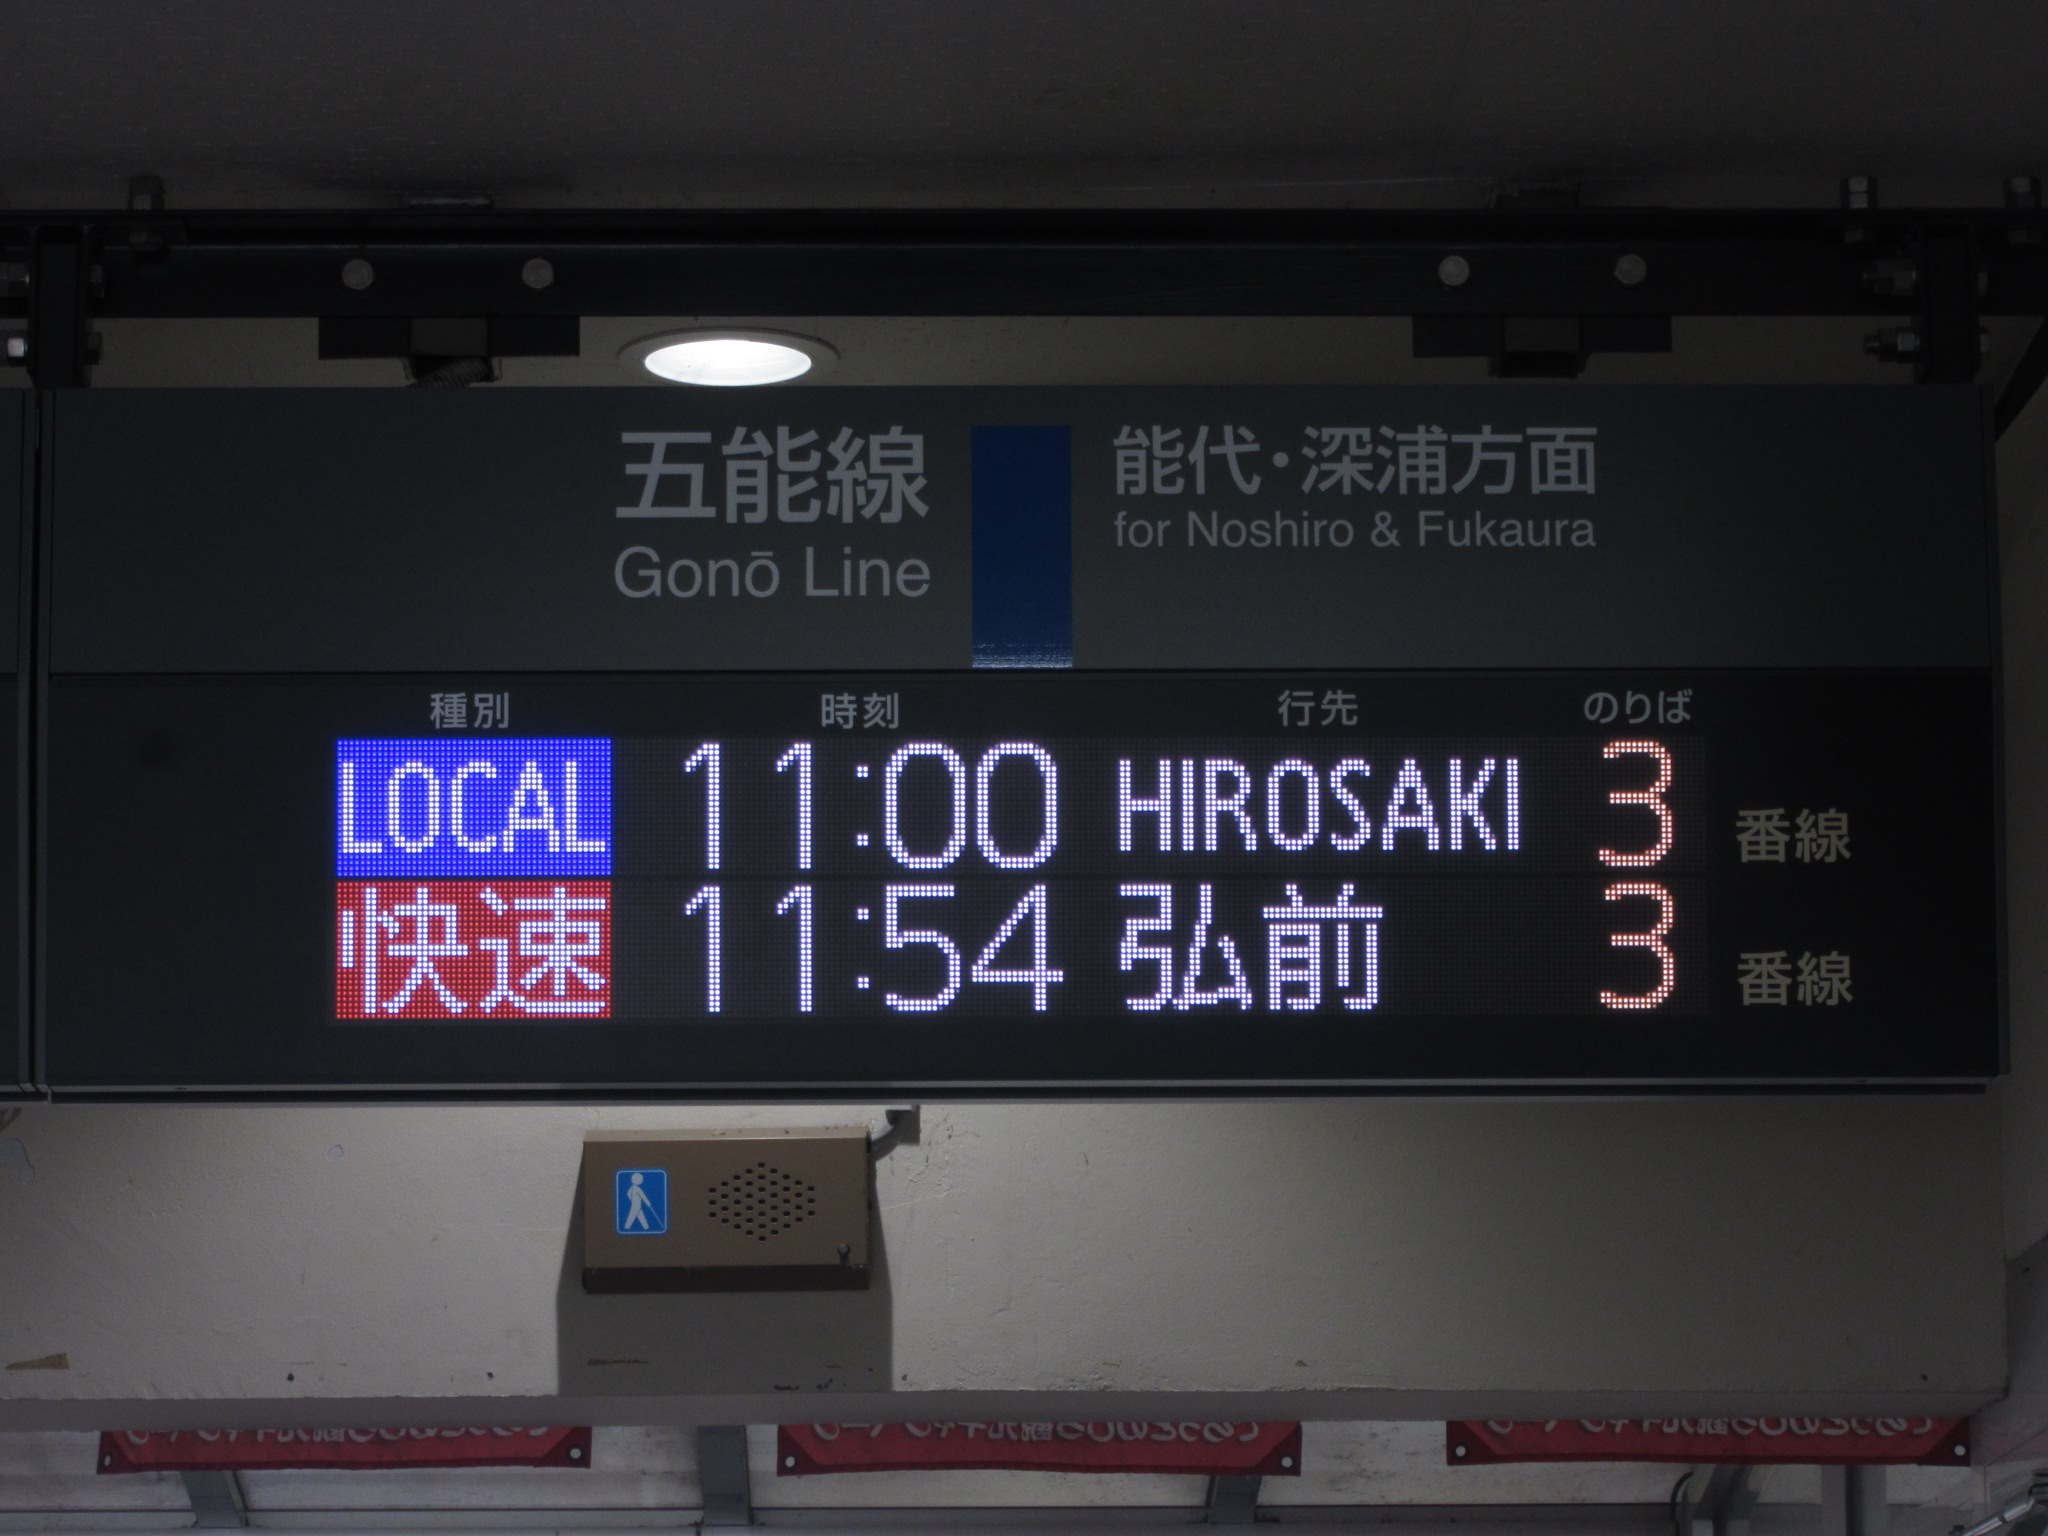 五能線
Gonō Line
能代・深浦方面
for Noshiro & Fukaura
種別 時刻 行先 のりば
LOCAL 11:00 HIROSAKI 3 番線
快速 11:54 弘前 3 番線